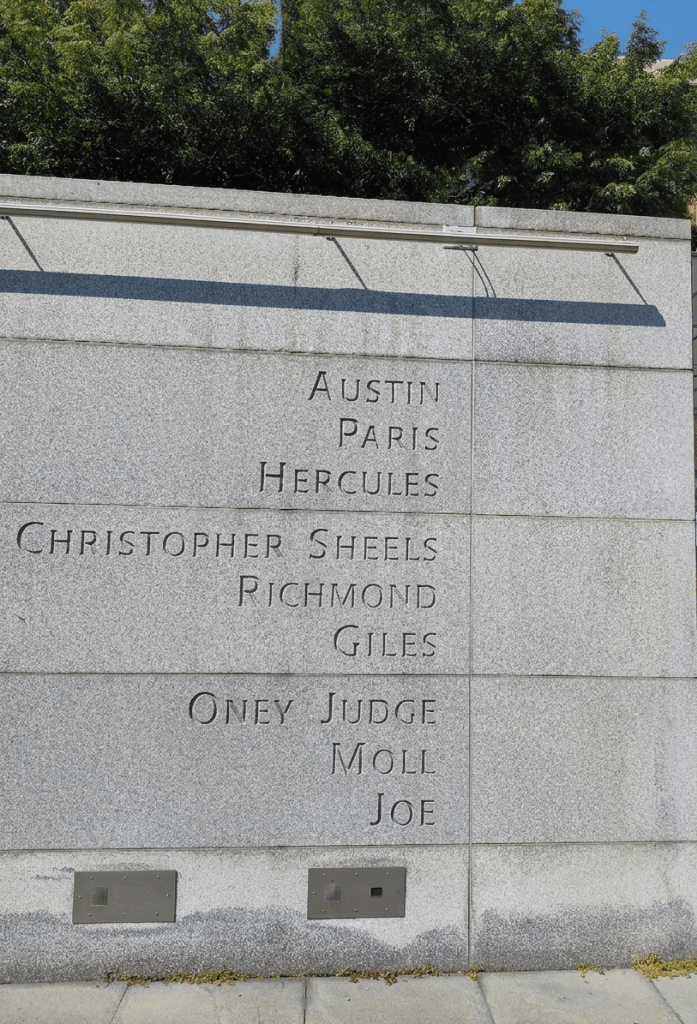 AUSTIN
PARIS
HERCULES
CHRISTOPHER SHEELS
RICHMOND
GILES
ONEY JUDGE
MOLL
JOE